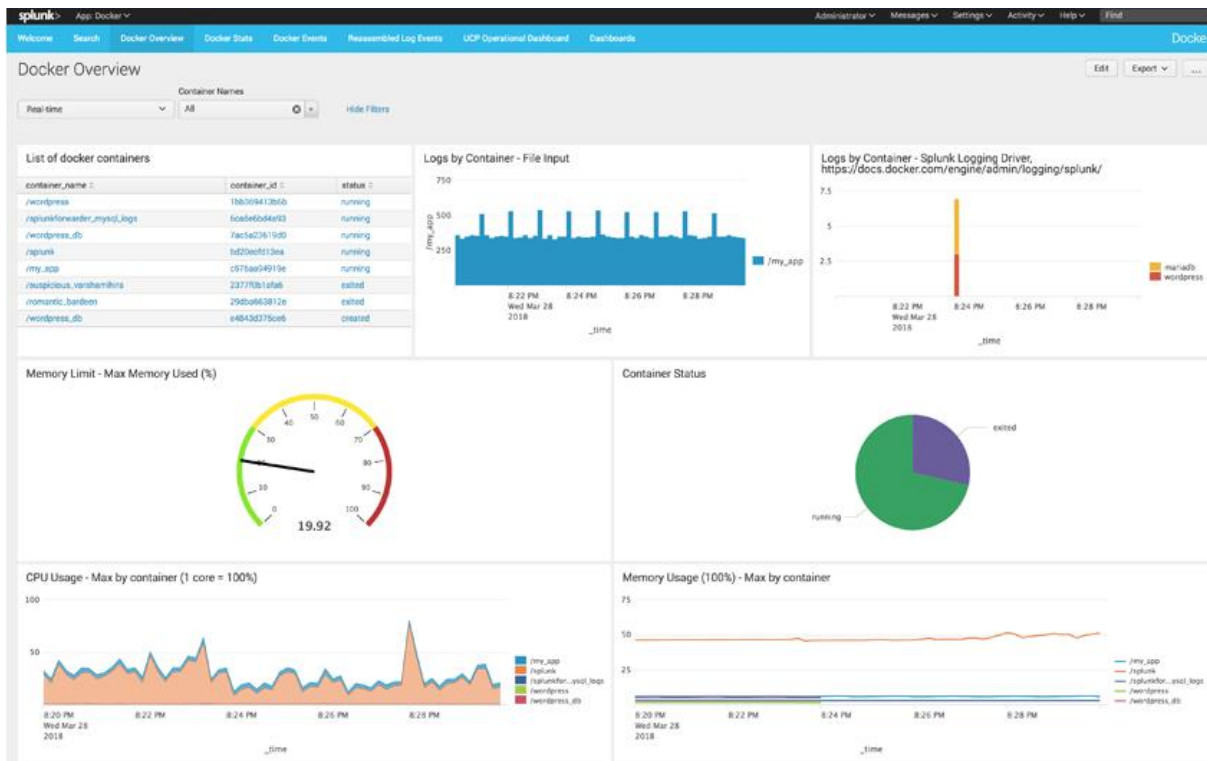 splunk> App: Docker Administrator Messages Settings Activity Help Find
Welcome Search Docker Overview Docker Stats Docker Events Reassembled Log Events UCP Operational Dashboard Dashboards Docke
Docker Overview
Edit Export ...
Container Names
Real-time All Hide Filters
List of docker containers
container_name container_id status
/wordpress running
/splunkforwarder_mysql_logs running
/wordpress_db running
/splunk running
/my_app running
/suspicious_varahamihira exited
/romantic_bardeen 29dba663812e exited
/wordpress_db created
Logs by Container - File Input
750
500
250
/my_app
/my_app
8:22 PM 8:24 PM 8:26 PM 8:28 PM
Wed Mar 28
2018
_time
Logs by Container - Splunk Logging Driver,
https://docs.docker.com/engine/admin/logging/splunk/
7.5
5
2.5
mariadb
wordpress
8:22 PM 8:24 PM 8:26 PM 8:28 PM
Wed Mar 28
2018
_time
Memory Limit - Max Memory Used (%)
0 10 30 40 50 60 70 80 90 100
19.92
Container Status
exited
running
CPU Usage - Max by container (1 core = 100%)
100
50
/my_app
/splunk
/splunkfor...ysql_logs
/wordpress
/wordpress_db
8:20 PM 8:22 PM 8:24 PM 8:26 PM 8:28 PM
Wed Mar 28
2018
_time
Memory Usage (100%) - Max by container
75
50
25
/my_app
/splunk
/splunkfor...ysql_logs
/wordpress
/wordpress_db
8:20 PM 8:22 PM 8:24 PM 8:26 PM 8:28 PM
Wed Mar 28
2018
_time